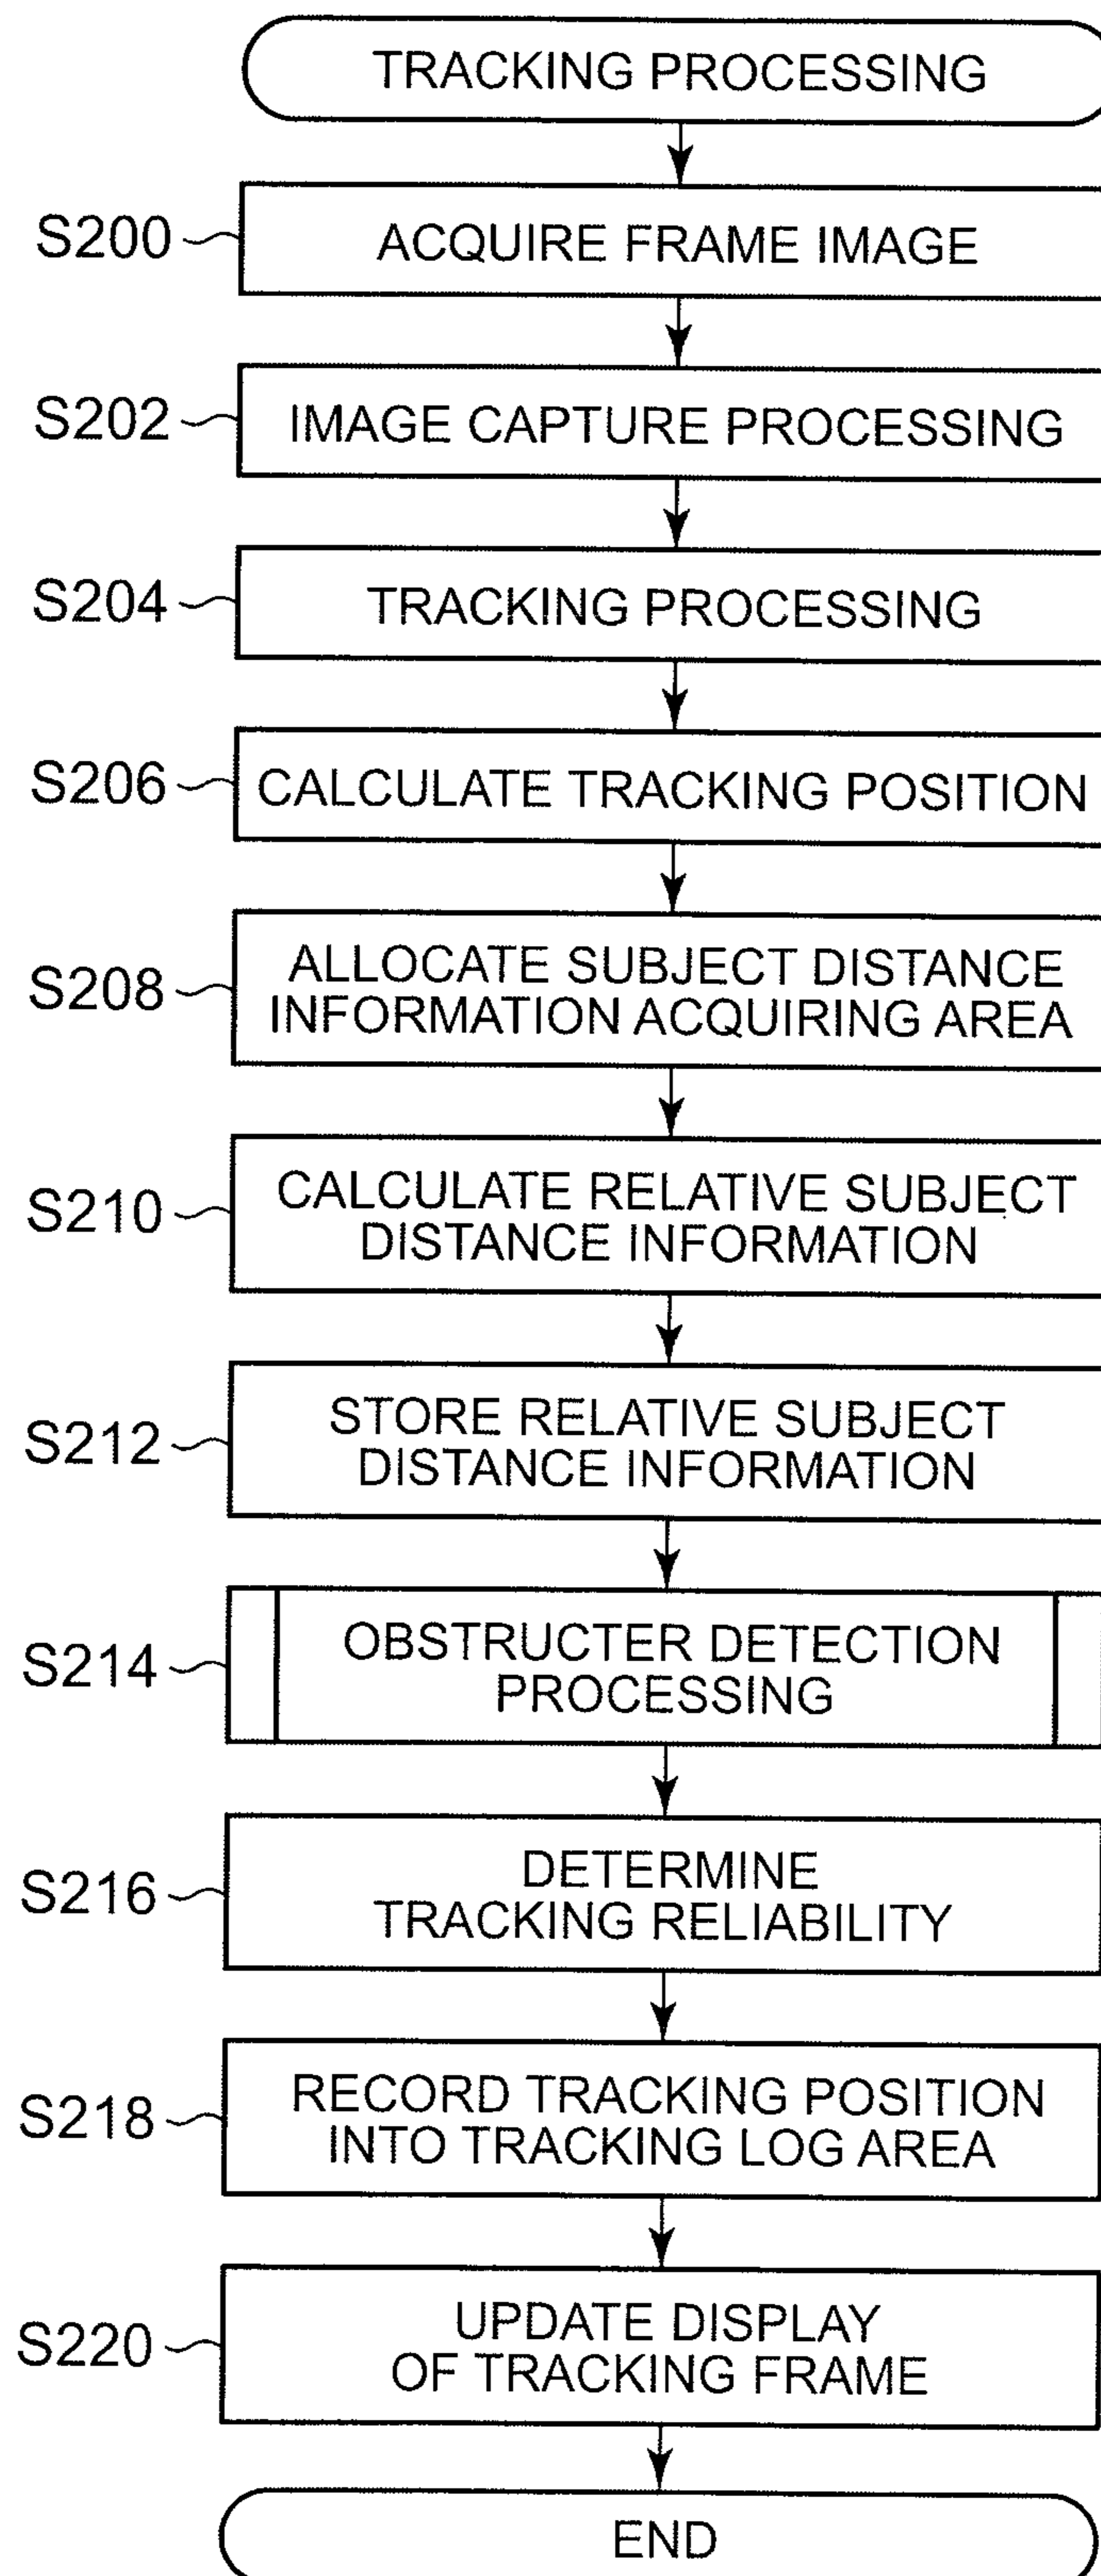 TRACKING PROCESSING
S200
ACQUIRE FRAME IMAGE
S202
IMAGE CAPTURE PROCESSING
S204
TRACKING PROCESSING
S206
CALCULATE TRACKING POSITION
S208
ALLOCATE SUBJECT DISTANCE
INFORMATION ACQUIRING AREA
S210
CALCULATE RELATIVE SUBJECT
DISTANCE INFORMATION
S212
STORE RELATIVE SUBJECT
DISTANCE INFORMATION
S214
OBSTRUCTER DETECTION
PROCESSING
S216
DETERMINE
TRACKING RELIABILITY
S218
RECORD TRACKING POSITION
INTO TRACKING LOG AREA
S220
UPDATE DISPLAY
OF TRACKING FRAME
END